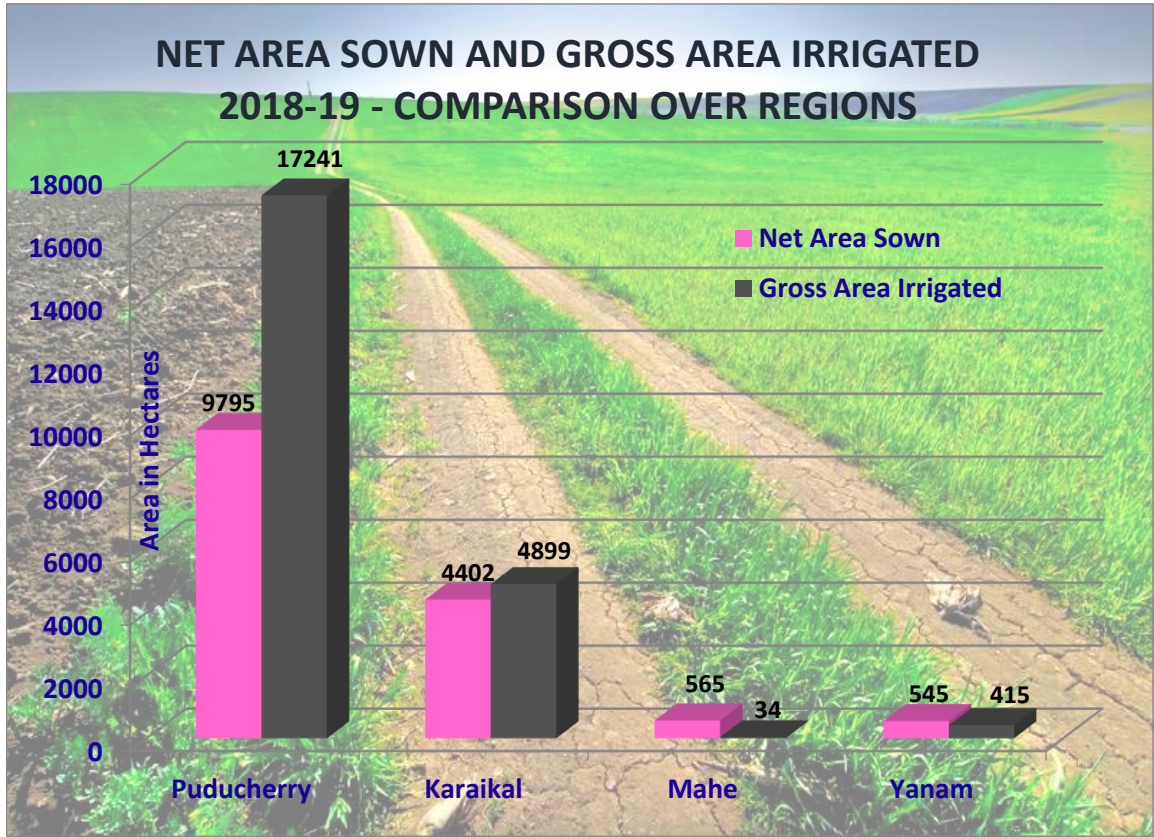 NET AREA SOWN AND GROSS AREA IRRIGATED
2018-19 - COMPARISON OVER REGIONS
17241
18000
16000
Net Area Sown
14000
Gross Area Irrigated
12000
9795
10000
Area in Hectares
8000
6000
4899
4402
4000
2000
565
545
415
34
0
Puducherry
Karaikal
Mahe
Yanam